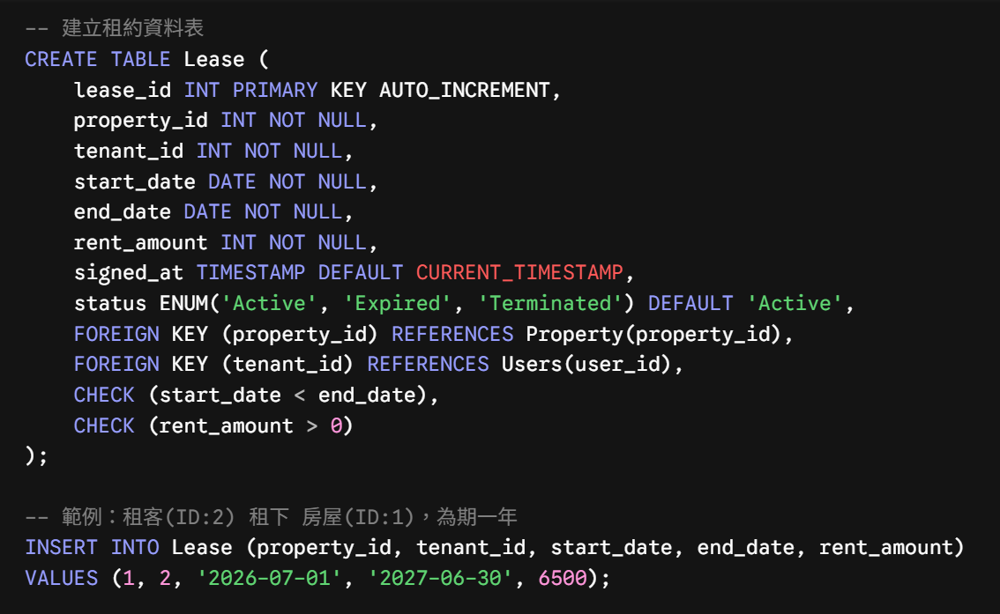 -- 建立租約資料表
CREATE TABLE Lease (
    lease_id INT PRIMARY KEY AUTO_INCREMENT,
    property_id INT NOT NULL,
    tenant_id INT NOT NULL,
    start_date DATE NOT NULL,
    end_date DATE NOT NULL,
    rent_amount INT NOT NULL,
    signed_at TIMESTAMP DEFAULT CURRENT_TIMESTAMP,
    status ENUM('Active', 'Expired', 'Terminated') DEFAULT 'Active',
    FOREIGN KEY (property_id) REFERENCES Property(property_id),
    FOREIGN KEY (tenant_id) REFERENCES Users(user_id),
    CHECK (start_date < end_date),
    CHECK (rent_amount > 0)
);
-- 範例：租客(ID:2) 租下 房屋(ID:1)，為期一年
INSERT INTO Lease (property_id, tenant_id, start_date, end_date, rent_amount)
VALUES (1, 2, '2026-07-01', '2027-06-30', 6500);